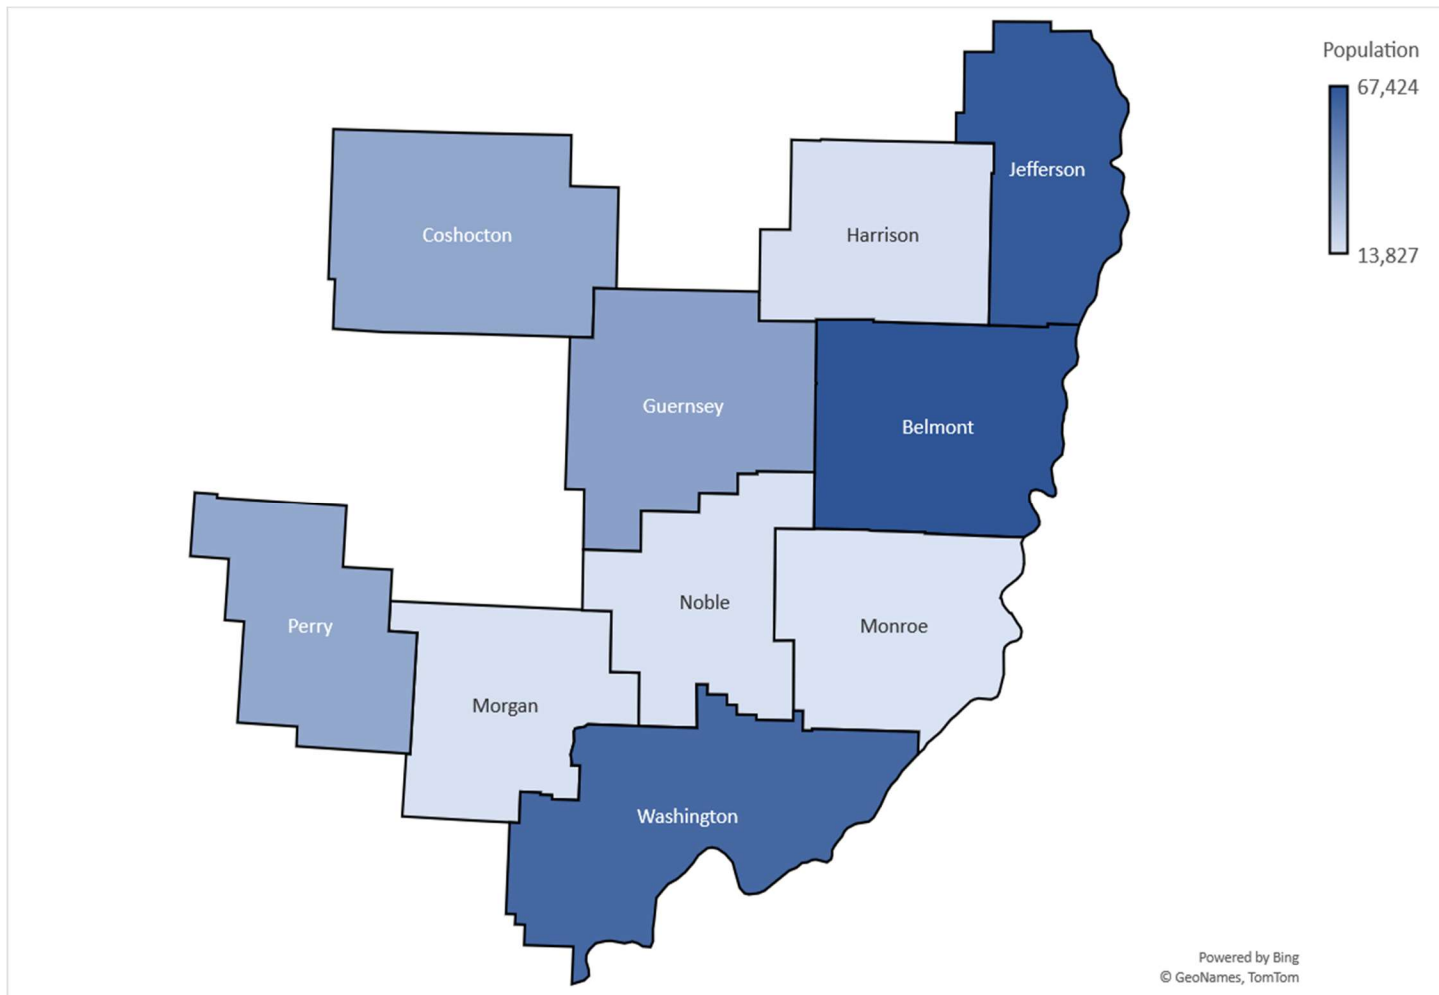 Population
67,424
13,827
Jefferson
Harrison
Coshocton
Guernsey
Belmont
Noble
Monroe
Perry
Morgan
Washington
Powered by Bing
© GeoNames, TomTom